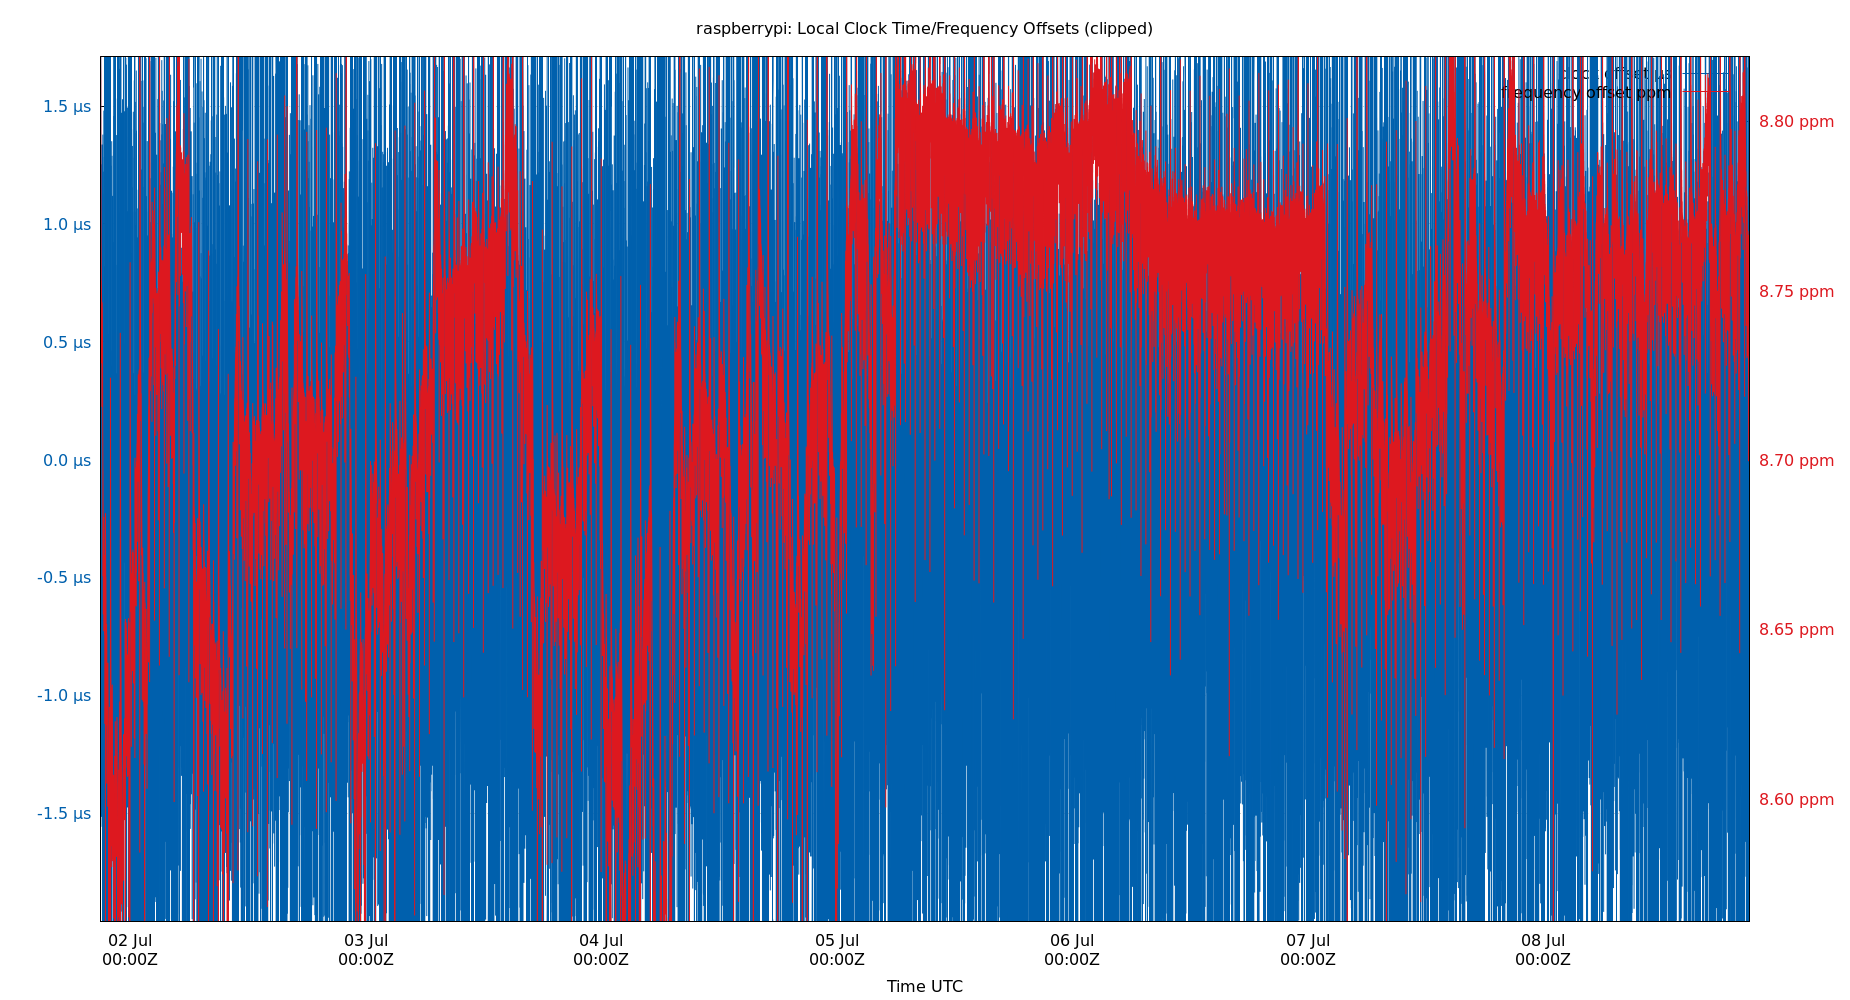 raspberrypi: Local Clock Time/Frequency Offsets (clipped)
clock offset µs
frequency offset ppm
1.5 µs
1.0 µs
0.5 µs
0.0 µs
-0.5 µs
-1.0 µs
-1.5 µs
8.80 ppm
8.75 ppm
8.70 ppm
8.65 ppm
8.60 ppm
02 Jul
00:00Z
03 Jul
00:00Z
04 Jul
00:00Z
05 Jul
00:00Z
06 Jul
00:00Z
07 Jul
00:00Z
08 Jul
00:00Z
Time UTC